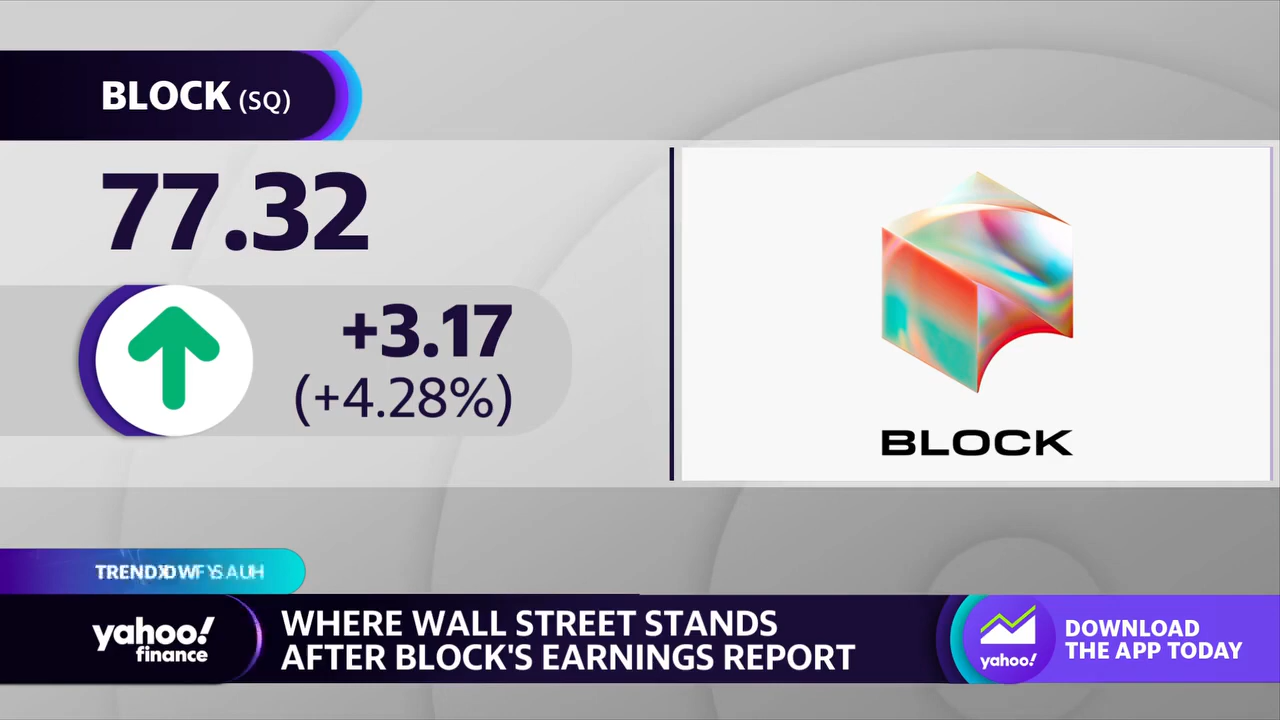 BLOCK (SQ)
77.32
+3.17
(+4.28%)
BLOCK
yahoo!
finance
WHERE WALL STREET STANDS
AFTER BLOCK'S EARNINGS REPORT
yahoo!
DOWNLOAD
THE APP TODAY